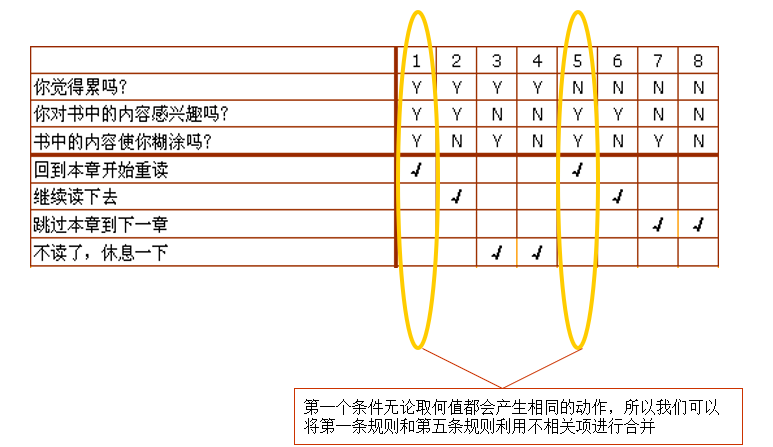 1 2 3 4 5 6 7 8
你觉得累吗? Y Y Y Y N N N N
你对书中的内容感兴趣吗? Y Y N N Y Y N N
书中的内容使你糊涂吗? Y N Y N Y N Y N
回到本章开始重读 √ √
继续读下去 √ √
跳过本章到下一章 √ √
不读了，休息一下 √ √
第一个条件无论取何值都会产生相同的动作，所以我们可以
将第一条规则和第五条规则利用不相关项进行合并